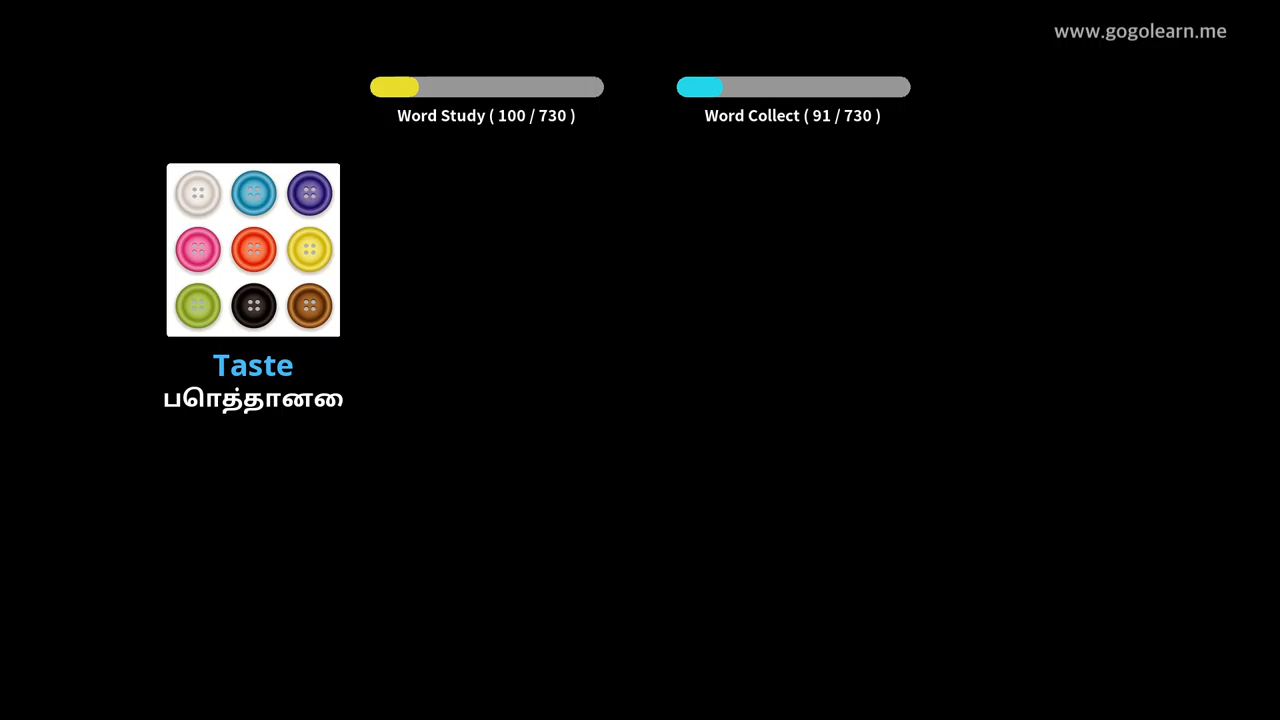 www.gogolearn.me
Word Study ( 100 / 730 )
Word Collect ( 91 / 730 )
Taste
பொத்தானை